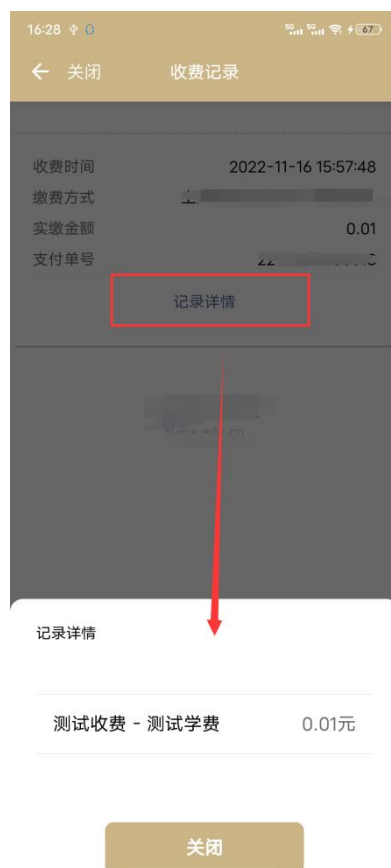 16:28
5G 5G 67
关闭 收费记录
收费时间 2022-11-16 15:57:48
缴费方式
实缴金额 0.01
支付单号
记录详情
记录详情
测试收费 - 测试学费 0.01元
关闭